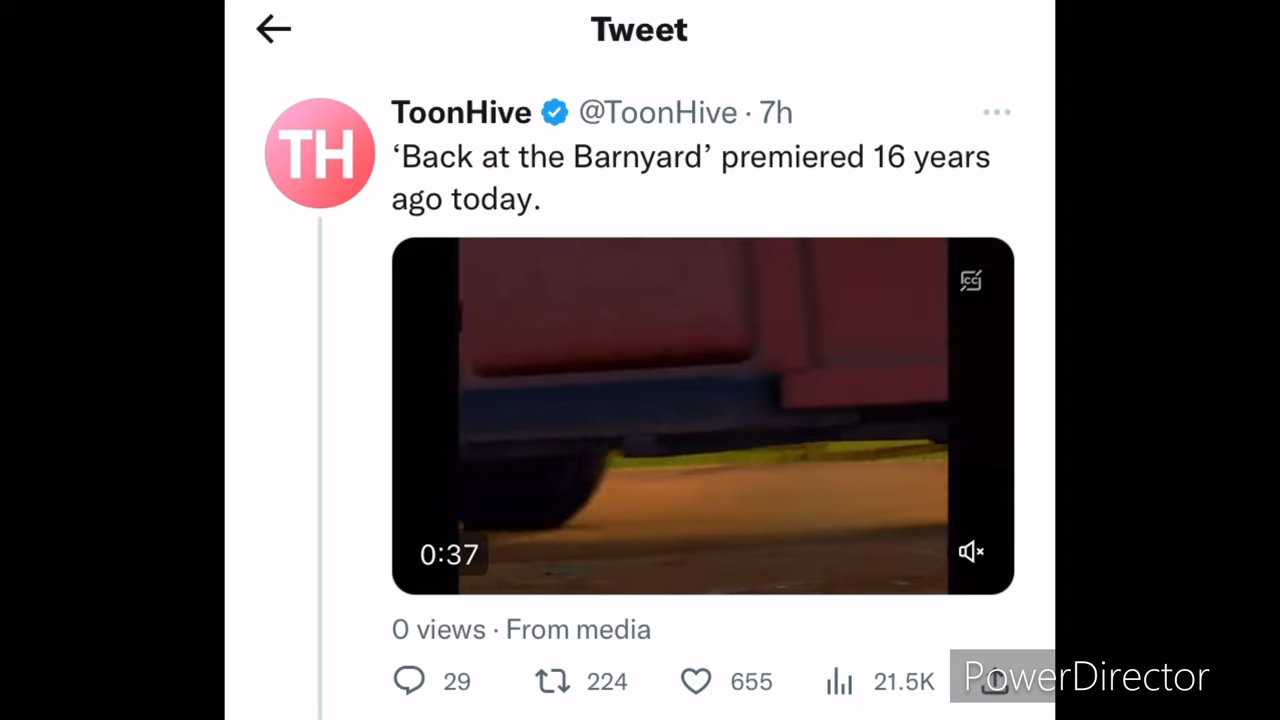 Tweet
TH
ToonHive @ToonHive · 7h
‘Back at the Barnyard’ premiered 16 years
ago today.
CC
0:37
0 views · From media
29 224 655 21.5K
PowerDirector